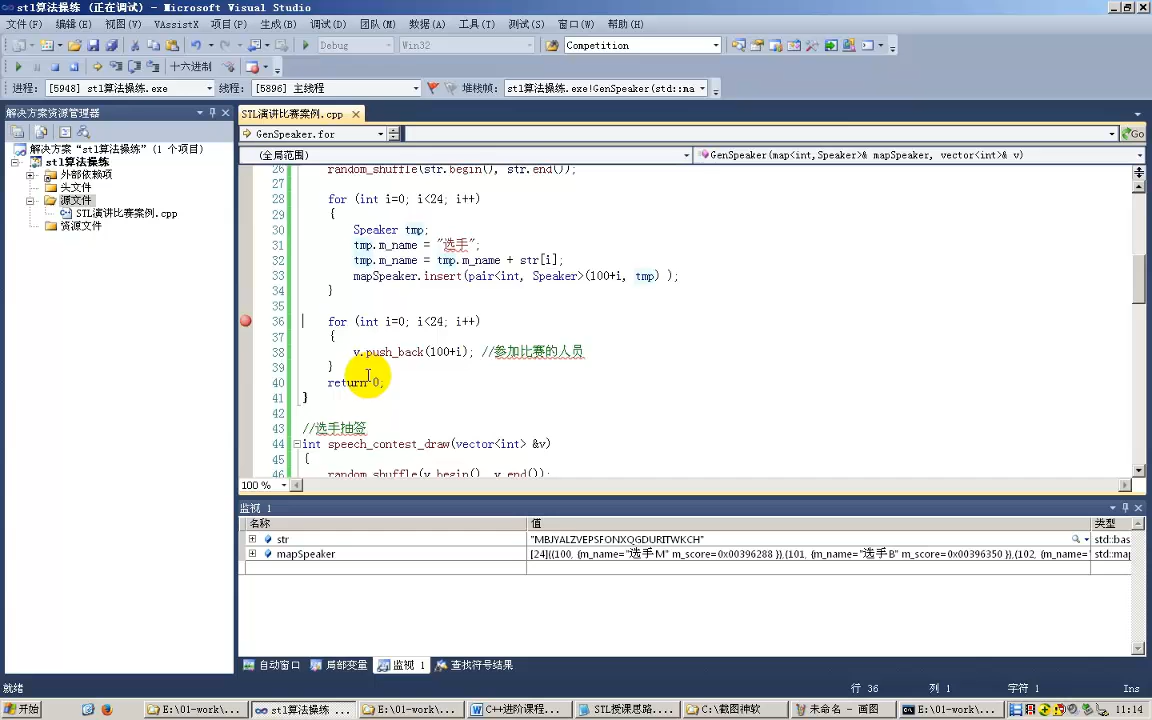 stl算法操练 (正在调试) - Microsoft Visual Studio
文件(F) 编辑(E) 视图(V) VAssistX 项目(P) 生成(B) 调试(D) 团队(M) 数据(A) 工具(T) 测试(S) 窗口(W) 帮助(H)
Debug Win32 Competition
十六进制
进程: [5948] stl算法操练.exe 线程: [5896] 主线程 堆栈帧: stl算法操练.exe!GenSpeaker(std::ma
解决方案资源管理器
解决方案“stl算法操练”(1 个项目)
stl算法操练
外部依赖项
头文件
源文件
STL演讲比赛案例.cpp
资源文件
STL演讲比赛案例.cpp
GenSpeaker.for
Go
(全局范围) GenSpeaker(map<int,Speaker>& mapSpeaker, vector<int>& v)
26 random_shuffle(str.begin(), str.end());
27
28 for (int i=0; i<24; i++)
29 {
30 Speaker tmp;
31 tmp.m_name = "选手";
32 tmp.m_name = tmp.m_name + str[i];
33 mapSpeaker.insert(pair<int, Speaker>(100+i, tmp) );
34 }
35
36 for (int i=0; i<24; i++)
37 {
38 v.push_back(100+i); //参加比赛的人员
39 }
40 return 0;
41 }
42
43 //选手抽签
44 int speech_contest_draw(vector<int> &v)
45 {
46 random_shuffle(v.begin(), v.end());
100 %
监视 1
名称 值 类型
str "MBJYALZVEPSFONXQGDURITWKCH" std::bas
mapSpeaker [24]((100, {m_name="选手M" m_score=0x00396288 }),(101, {m_name="选手B" m_score=0x00396350 }),(102, {m_name= std::map
自动窗口 局部变量 监视 1 查找符号结果
就绪 行 36 列 1 字符 1 Ins
开始 E:\01-work\... stl算法操练 ... E:\01-work\... C++进阶课程... STL授课思路.... C:\截图神软 未命名 - 画图 E:\01-work\... 11:14